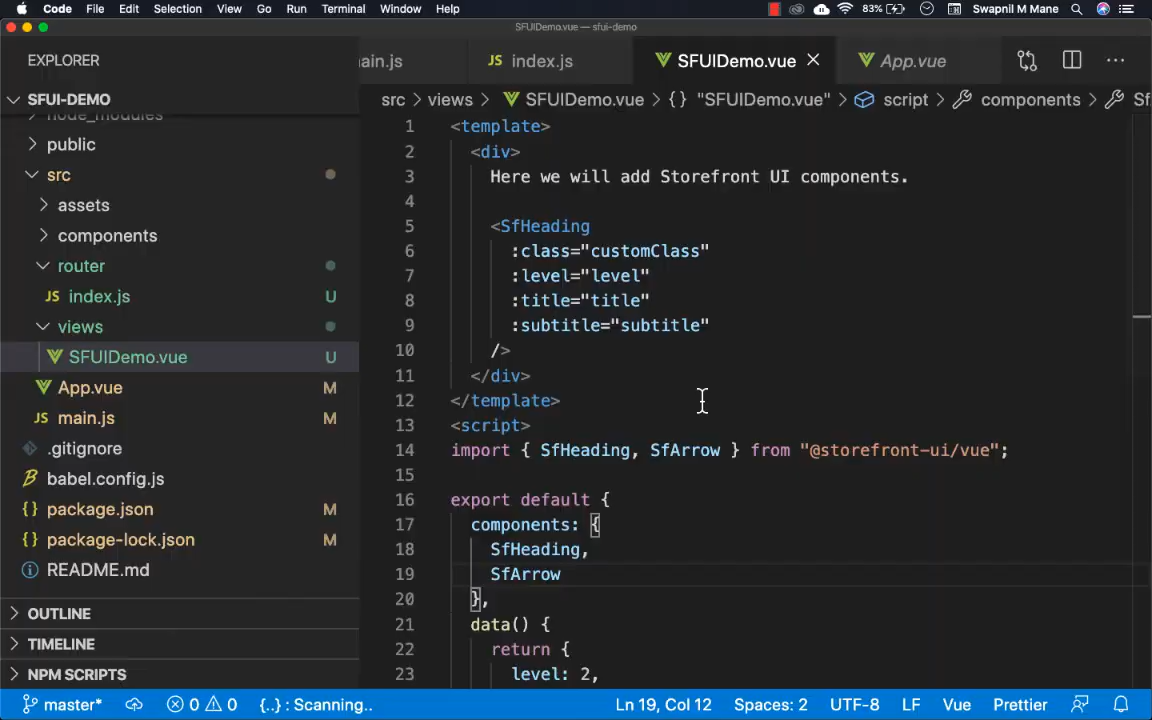 Code File Edit Selection View Go Run Terminal Window Help 83% Swapnil M Mane
SFUIDemo.vue — sfui-demo
EXPLORER
ain.js JS index.js SFUIDemo.vue App.vue
SFUI-DEMO
src > views > SFUIDemo.vue > {} "SFUIDemo.vue" > script > components > Sf
node_modules
public
src
assets
components
router
JS index.js U
views
SFUIDemo.vue U
App.vue M
JS main.js M
.gitignore
babel.config.js
{} package.json M
{} package-lock.json M
README.md
OUTLINE
TIMELINE
NPM SCRIPTS
1 <template>
2 <div>
3 Here we will add Storefront UI components.
4
5 <SfHeading
6 :class="customClass"
7 :level="level"
8 :title="title"
9 :subtitle="subtitle"
10 />
11 </div>
12 </template>
13 <script>
14 import { SfHeading, SfArrow } from "@storefront-ui/vue";
15
16 export default {
17 components: {
18 SfHeading,
19 SfArrow
20 },
21 data() {
22 return {
23 level: 2,
master* 0 0 {..} : Scanning.. Ln 19, Col 12 Spaces: 2 UTF-8 LF Vue Prettier